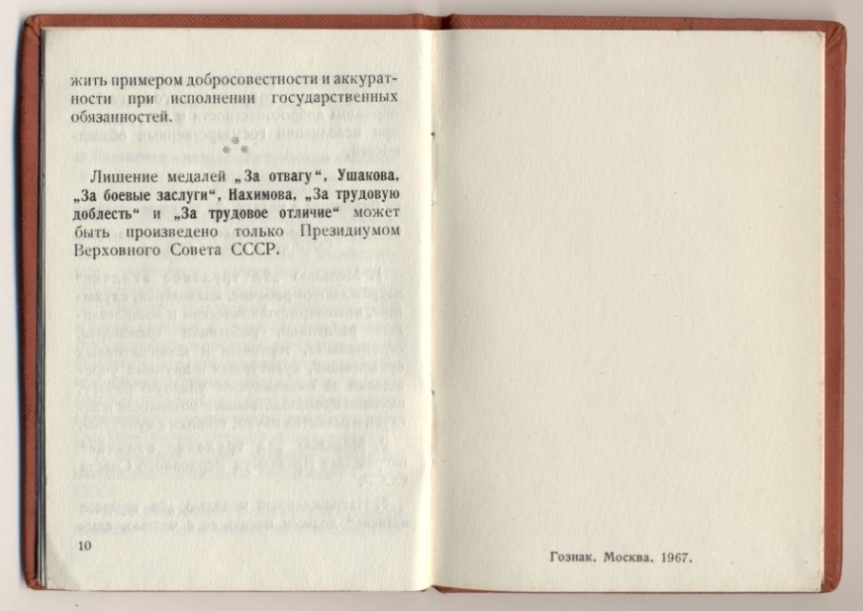 жить примером добросовестности и аккурат-
ности при исполнении государственных
обязанностей.
* * *
Лишение медалей „За отвагу“, Ушакова,
„За боевые заслуги“, Нахимова, „За трудовую
доблесть“ и „За трудовое отличие“ может
быть произведено только Президиумом
Верховного Совета СССР.
10
Гознак. Москва. 1967.